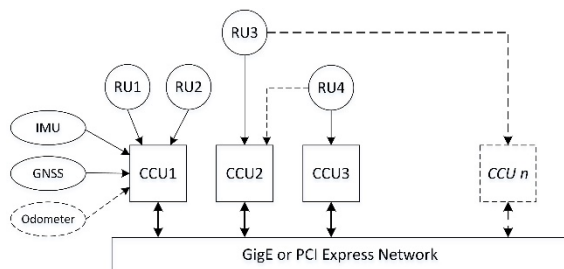 RU3
RU1
RU2
RU4
IMU
GNSS
Odometer
CCU1
CCU2
CCU3
CCU n
GigE or PCI Express Network